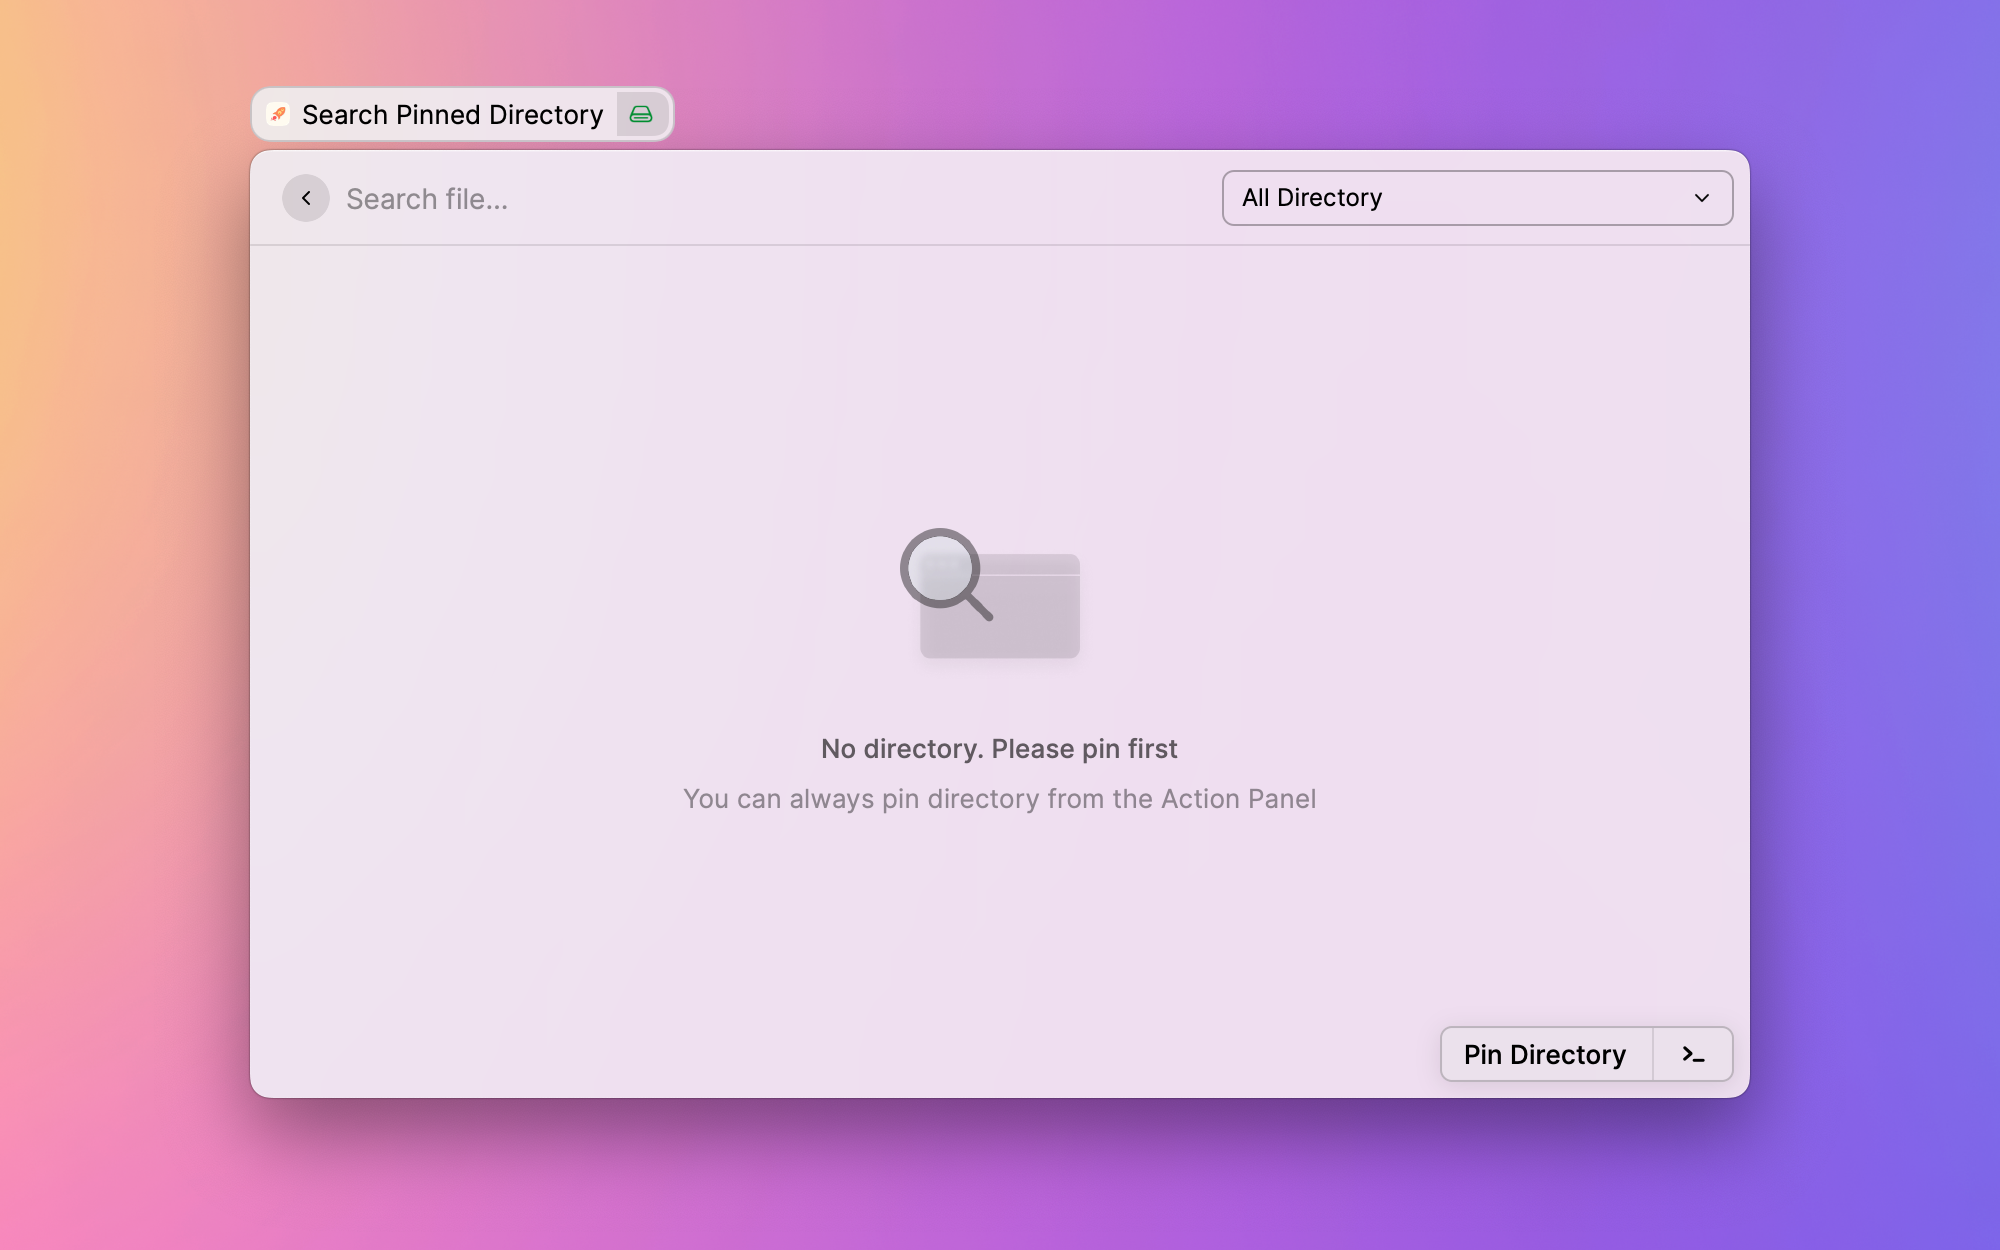 Search Pinned Directory
Search file...
All Directory
No directory. Please pin first
You can always pin directory from the Action Panel
Pin Directory